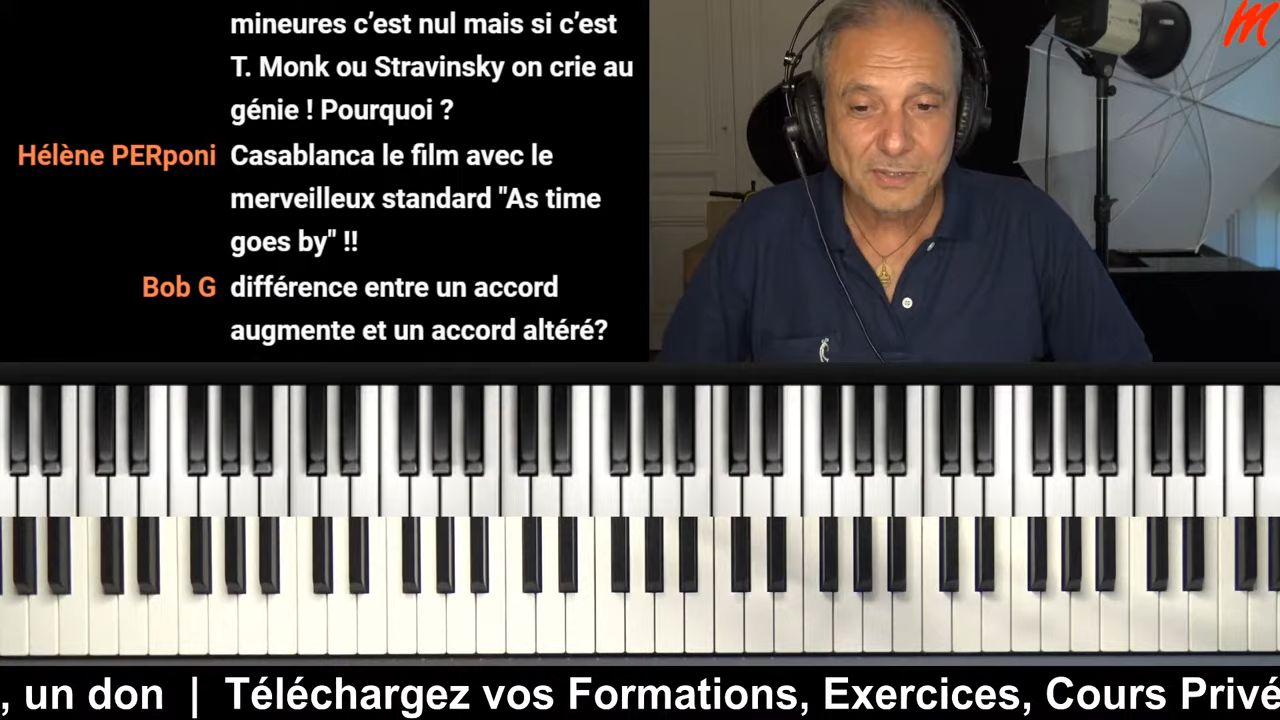 mineures c’est nul mais si c’est
T. Monk ou Stravinsky on crie au
génie ! Pourquoi ?
Hélène PERponi Casablanca le film avec le
merveilleux standard "As time
goes by" !!
Bob G différence entre un accord
augmente et un accord altéré?
M
, un don | Téléchargez vos Formations, Exercices, Cours Privé